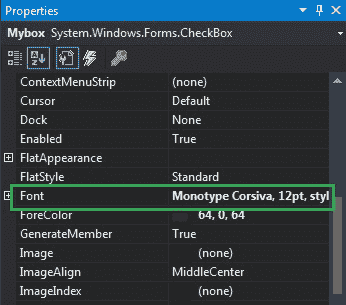 Properties
Mybox System.Windows.Forms.CheckBox
ContextMenuStrip (none)
Cursor Default
Dock None
Enabled True
FlatAppearance
FlatStyle Standard
Font Monotype Corsiva, 12pt, styl
ForeColor 64, 0, 64
GenerateMember True
Image (none)
ImageAlign MiddleCenter
ImageIndex (none)